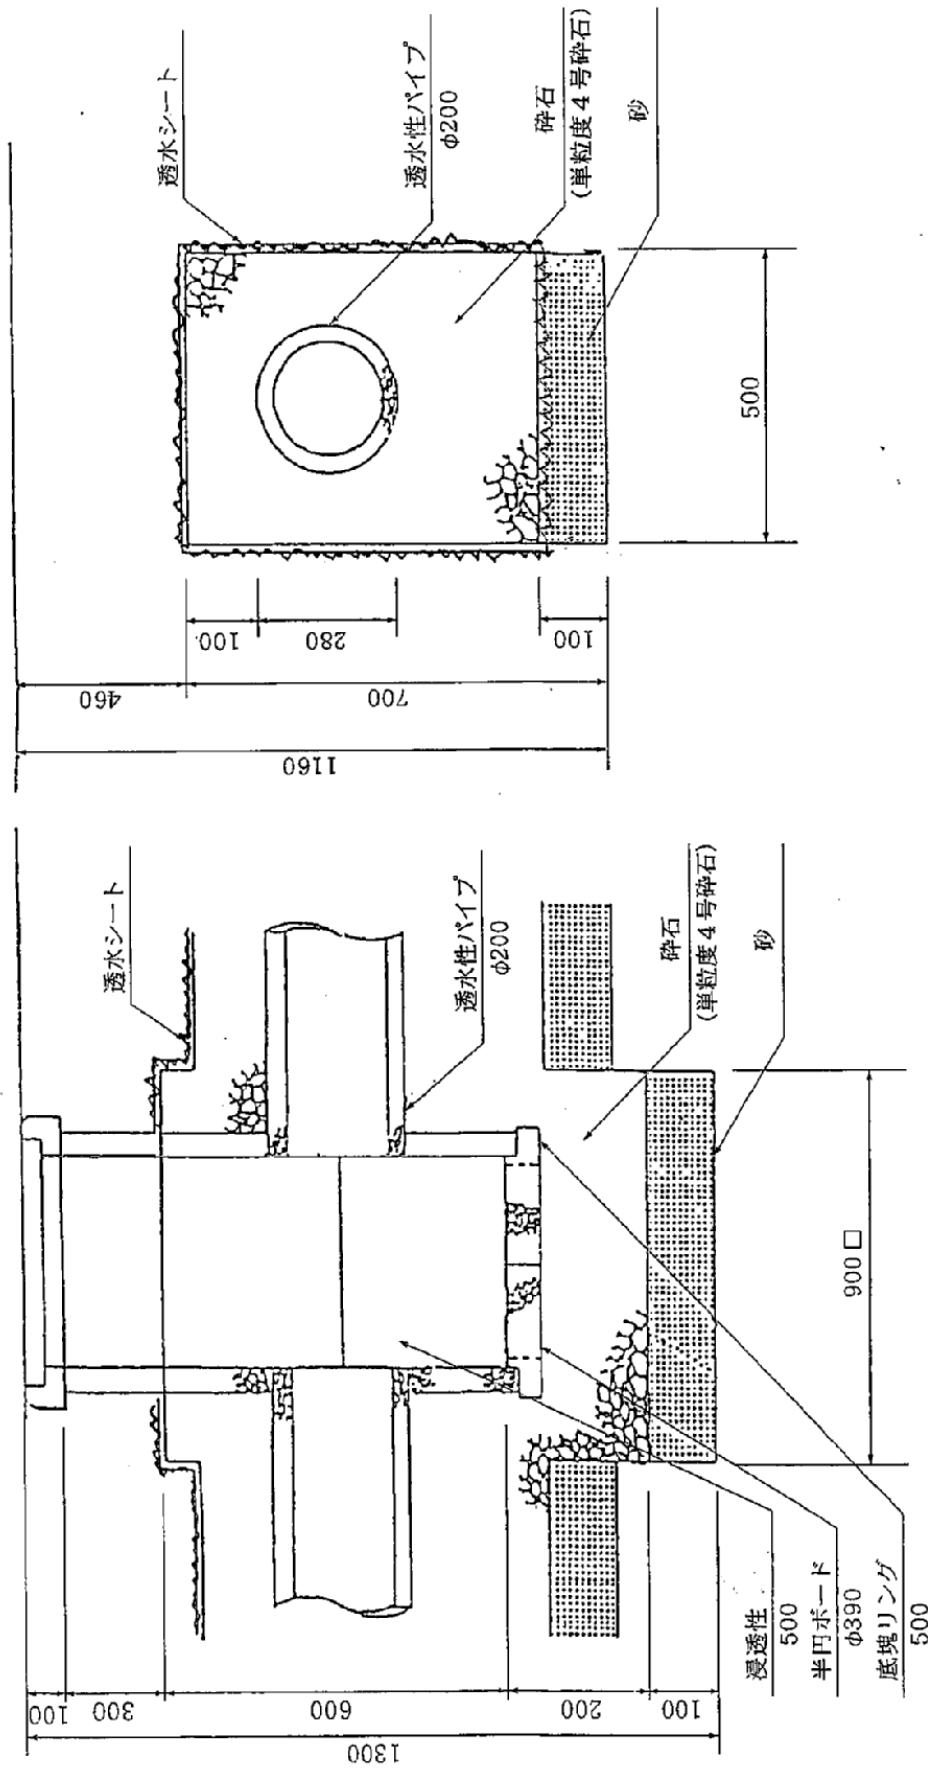 透水シート
透水性パイプ
φ200
砕石
(単粒度4号砕石)
砂
500
100
280
100
460
700
1160
透水シート
透水性パイプ
φ200
砕石
(単粒度4号砕石)
砂
900□
浸透性
500
半円ボード
φ390
底塊リング
500
100
300
600
200
100
1300